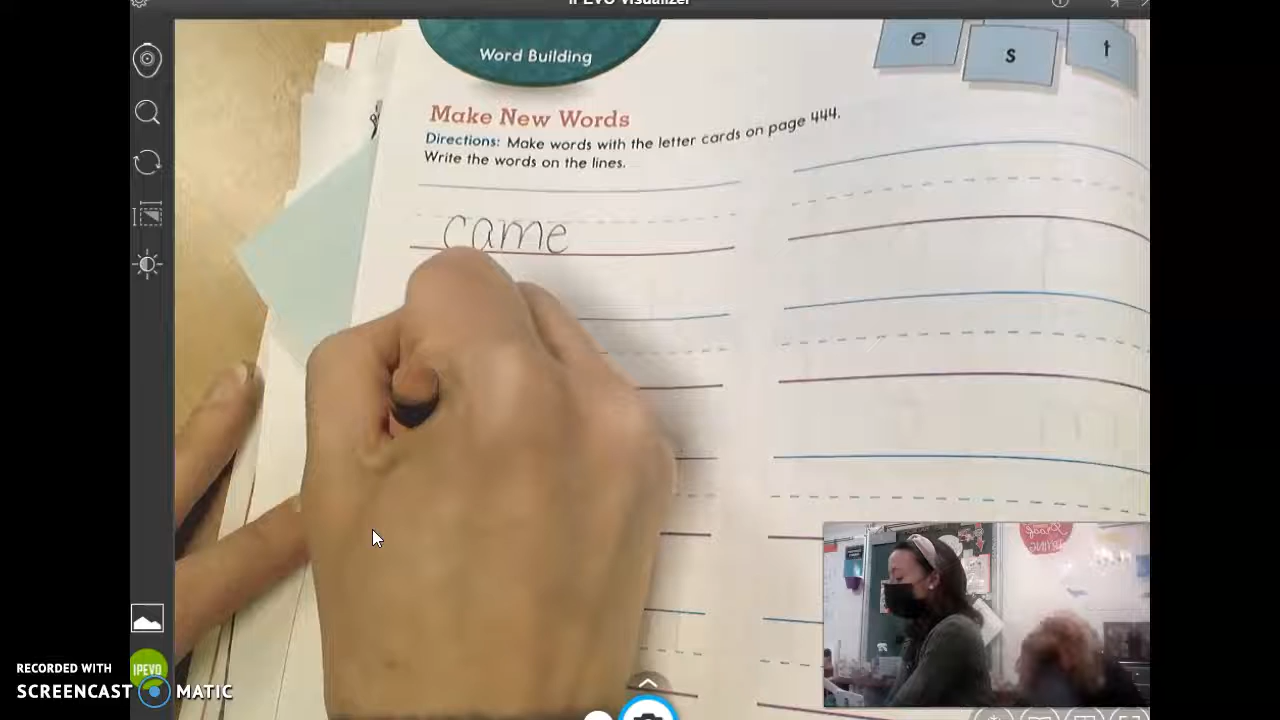 IPEVO Visualizer
Word Building
e
s
t
Make New Words
Directions: Make words with the letter cards on page 444.
Write the words on the lines.
came
RECORDED WITH
IPEVO
SCREENCAST MATIC